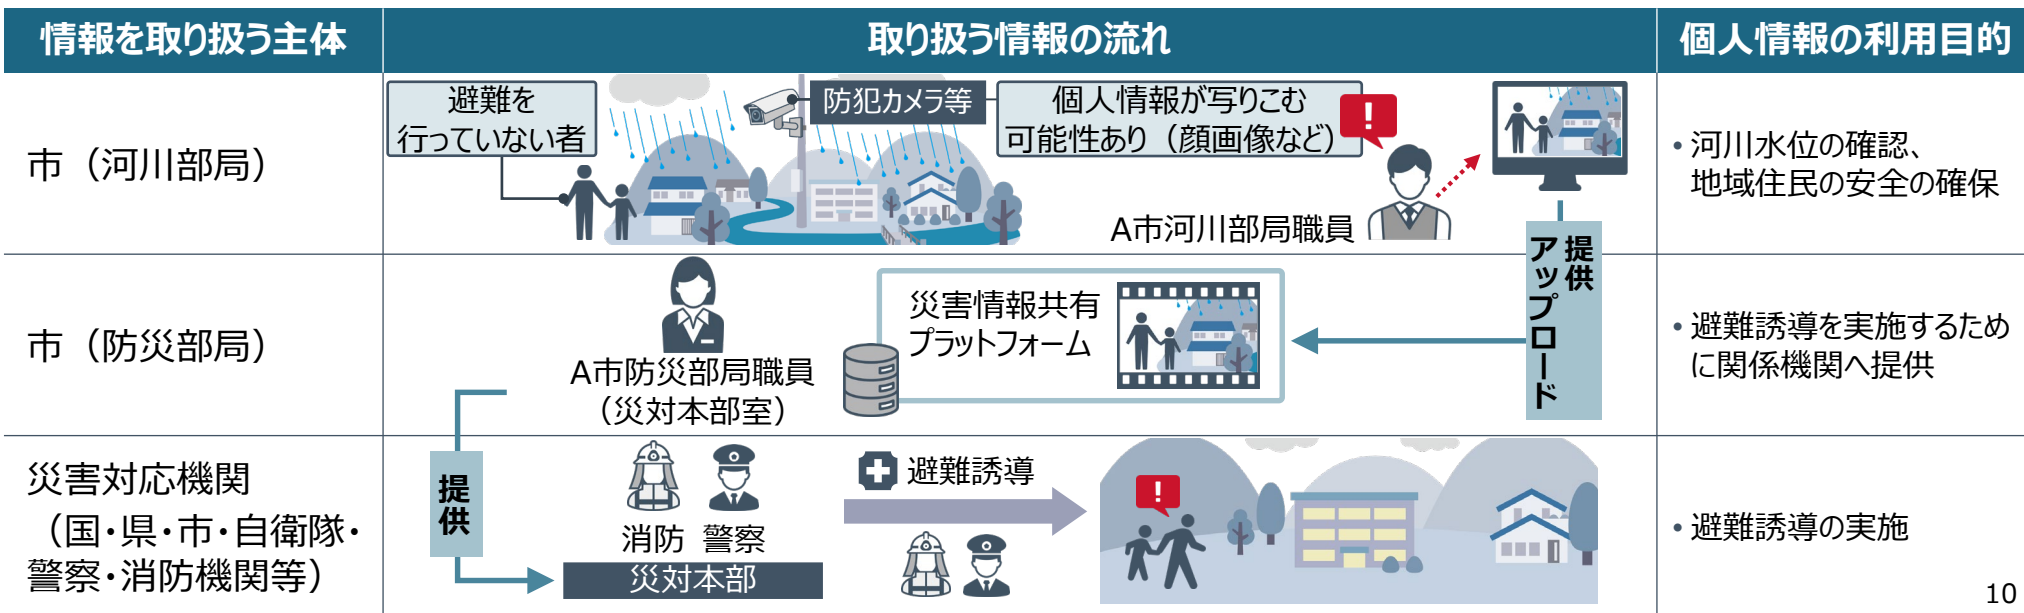 情報を取り扱う主体
取り扱う情報の流れ
個人情報の利用目的
市（河川部局）
避難を
行っていない者
防犯カメラ等
個人情報が写りこむ
可能性あり（顔画像など）
!
A市河川部局職員
・河川水位の確認、
地域住民の安全の確保
提供
アップロード
市（防災部局）
A市防災部局職員
（災対本部室）
災害情報共有
プラットフォーム
・避難誘導を実施するため
に関係機関へ提供
災害対応機関
（国・県・市・自衛隊・
警察・消防機関等）
提供
消防 警察
災対本部
避難誘導
!
・避難誘導の実施
10